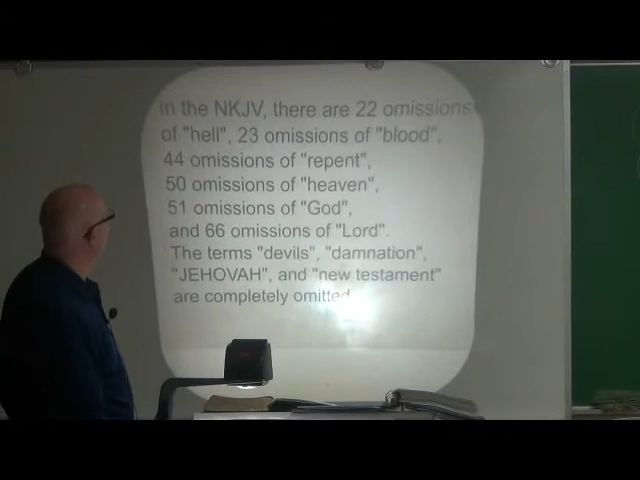 in the NKJV, there are 22 omissions
of "hell", 23 omissions of "blood",
44 omissions of "repent",
50 omissions of "heaven",
51 omissions of "God",
and 66 omissions of "Lord".
The terms "devils", "damnation",
"JEHOVAH", and "new testament"
are completely omitted